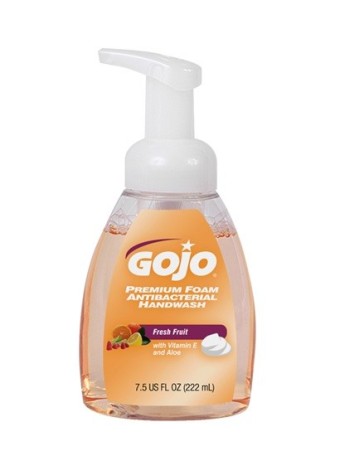 GOJO
PREMIUM FOAM
ANTIBACTERIAL
HANDWASH
Fresh Fruit
with Vitamin E
and Aloe
7.5 US FL OZ (222 mL)